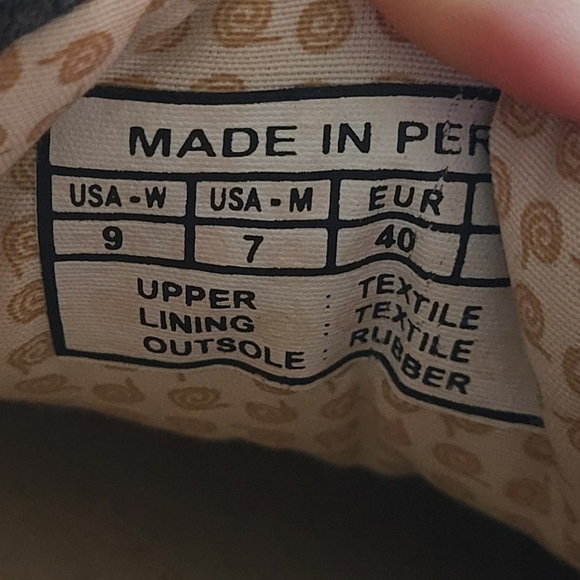 MADE IN PER
USA-W USA-M EUR
9 7 40
UPPER : TEXTILE
LINING : TEXTILE
OUTSOLE : RUBBER